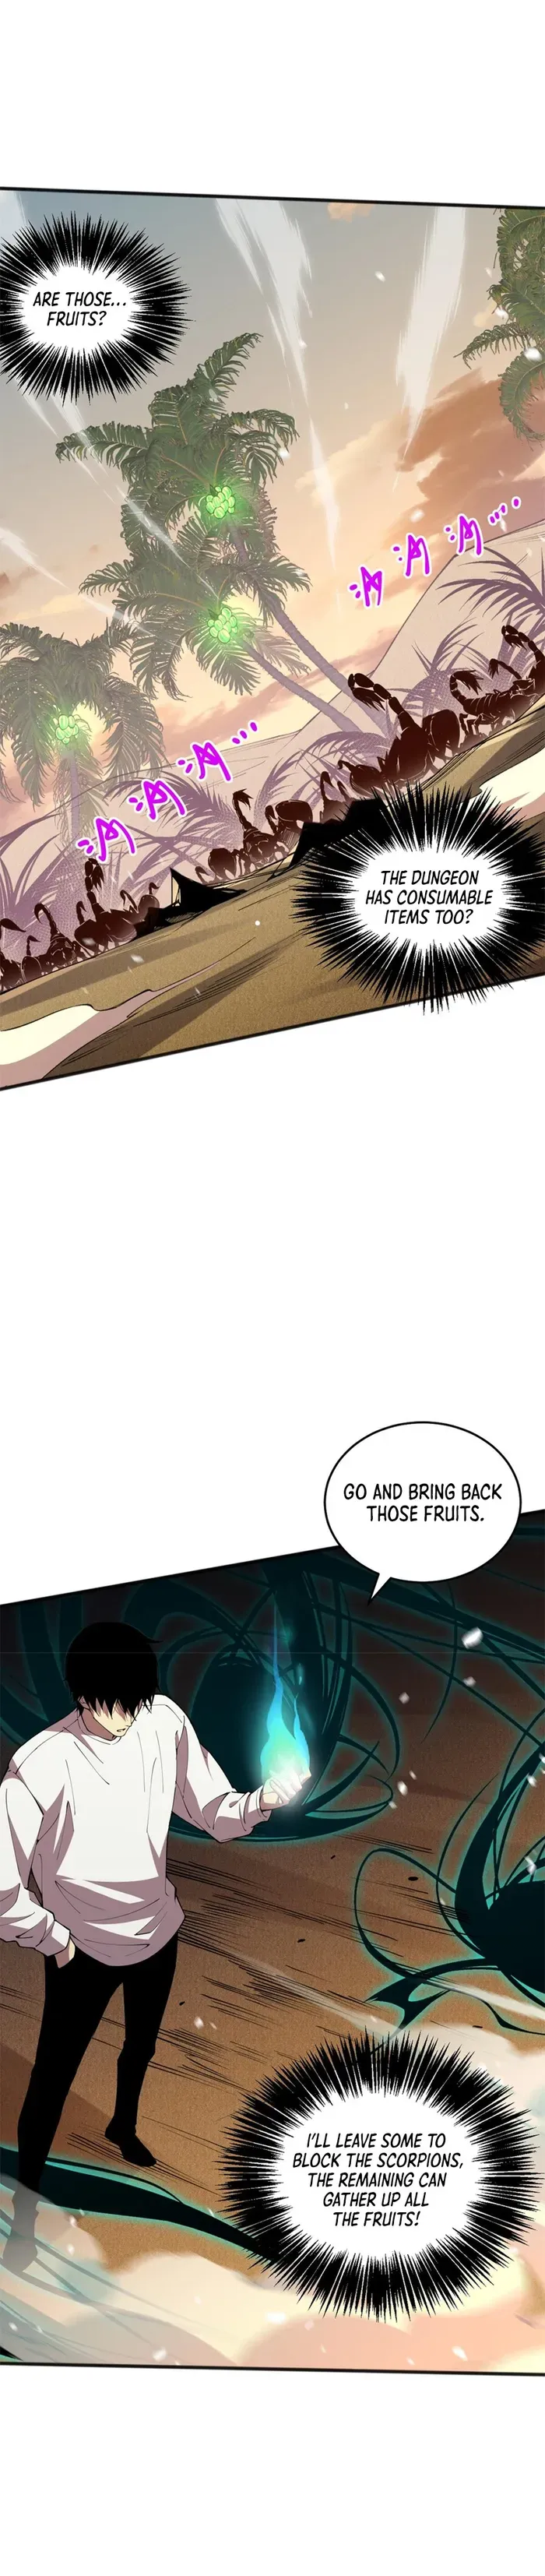 ARE THOSE...
FRUITS?
THE DUNGEON
HAS CONSUMABLE
ITEMS TOO?
GO AND BRING BACK
THOSE FRUITS.
I'LL LEAVE SOME TO
BLOCK THE SCORPIONS,
THE REMAINING CAN
GATHER UP ALL
THE FRUITS!